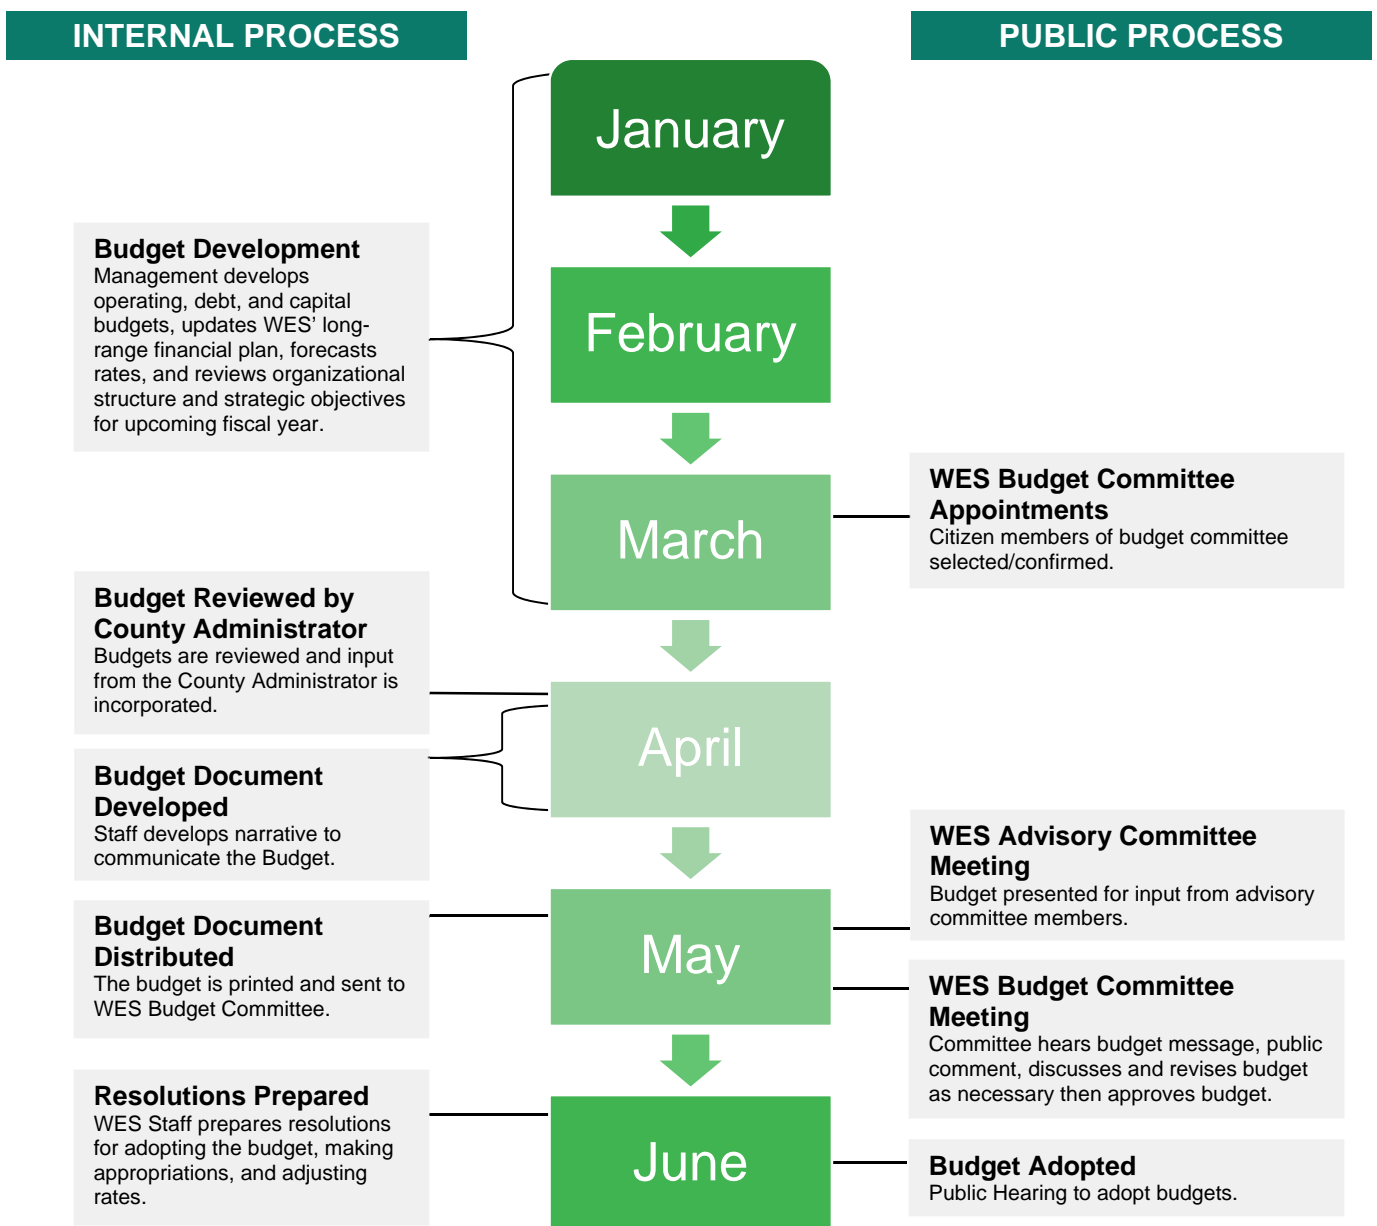 INTERNAL PROCESS
PUBLIC PROCESS
January
February
March
April
May
June
Budget Development
Management develops
operating, debt, and capital
budgets, updates WES’ long-
range financial plan, forecasts
rates, and reviews organizational
structure and strategic objectives
for upcoming fiscal year.
Budget Reviewed by
County Administrator
Budgets are reviewed and input
from the County Administrator is
incorporated.
Budget Document
Developed
Staff develops narrative to
communicate the Budget.
Budget Document
Distributed
The budget is printed and sent to
WES Budget Committee.
Resolutions Prepared
WES Staff prepares resolutions
for adopting the budget, making
appropriations, and adjusting
rates.
WES Budget Committee
Appointments
Citizen members of budget committee
selected/confirmed.
WES Advisory Committee
Meeting
Budget presented for input from advisory
committee members.
WES Budget Committee
Meeting
Committee hears budget message, public
comment, discusses and revises budget
as necessary then approves budget.
Budget Adopted
Public Hearing to adopt budgets.